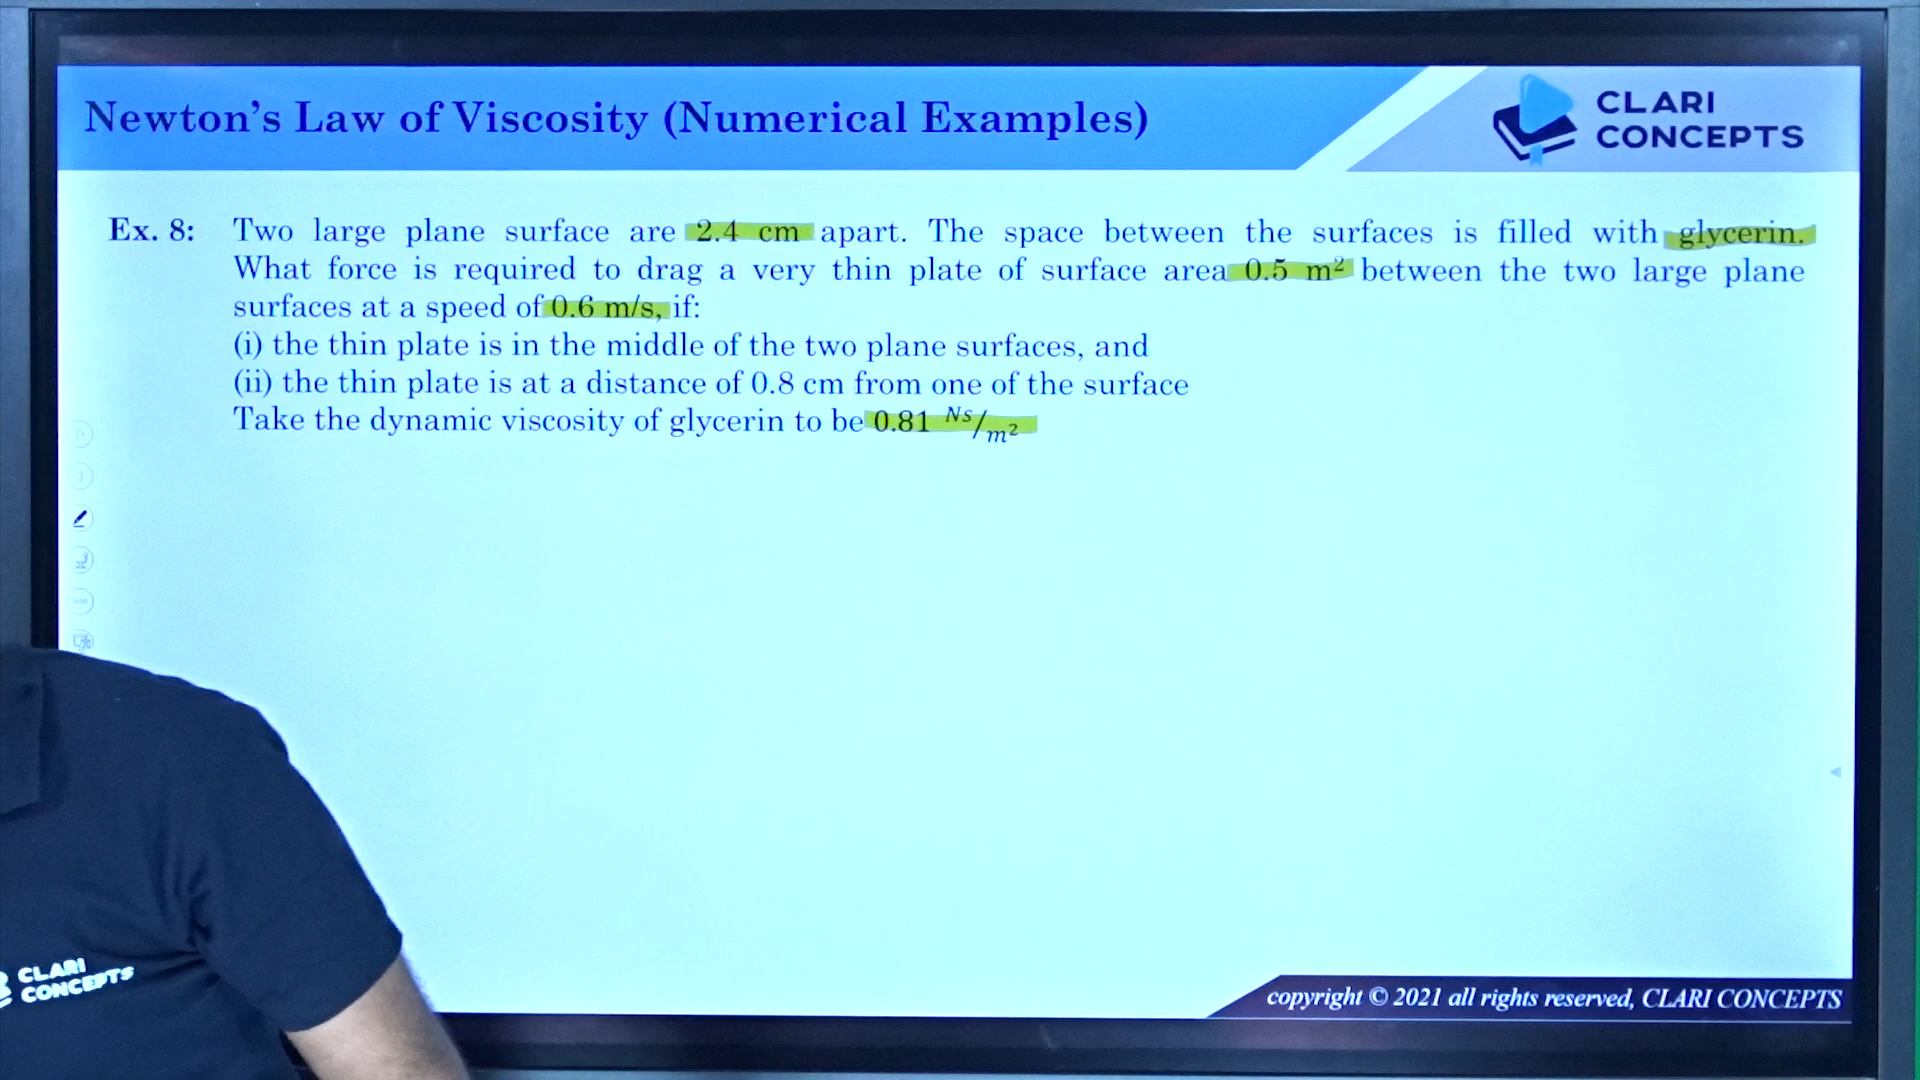 Newton's Law of Viscosity (Numerical Examples)
CLARI
CONCEPTS
Ex. 8: Two large plane surface are 2.4 cm apart. The space between the surfaces is filled with glycerin.
What force is required to drag a very thin plate of surface area 0.5 m² between the two large plane
surfaces at a speed of 0.6 m/s, if:
(i) the thin plate is in the middle of the two plane surfaces, and
(ii) the thin plate is at a distance of 0.8 cm from one of the surface
Take the dynamic viscosity of glycerin to be 0.81 Ns/m²
CLARI
CONCEPTS
copyright © 2021 all rights reserved, CLARI CONCEPTS